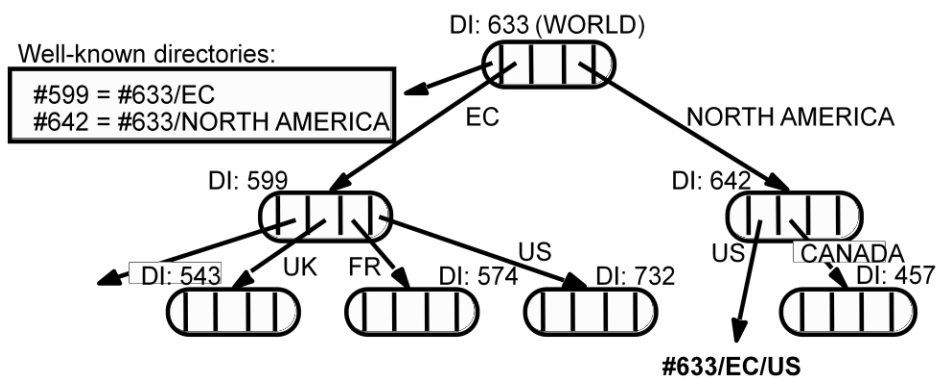 DI: 633 (WORLD)
Well-known directories:
#599 = #633/EC
#642 = #633/NORTH AMERICA
EC
NORTH AMERICA
DI: 599
DI: 642
US
US
CANADA
DI: 543
UK
FR
DI: 574
DI: 732
DI: 457
#633/EC/US